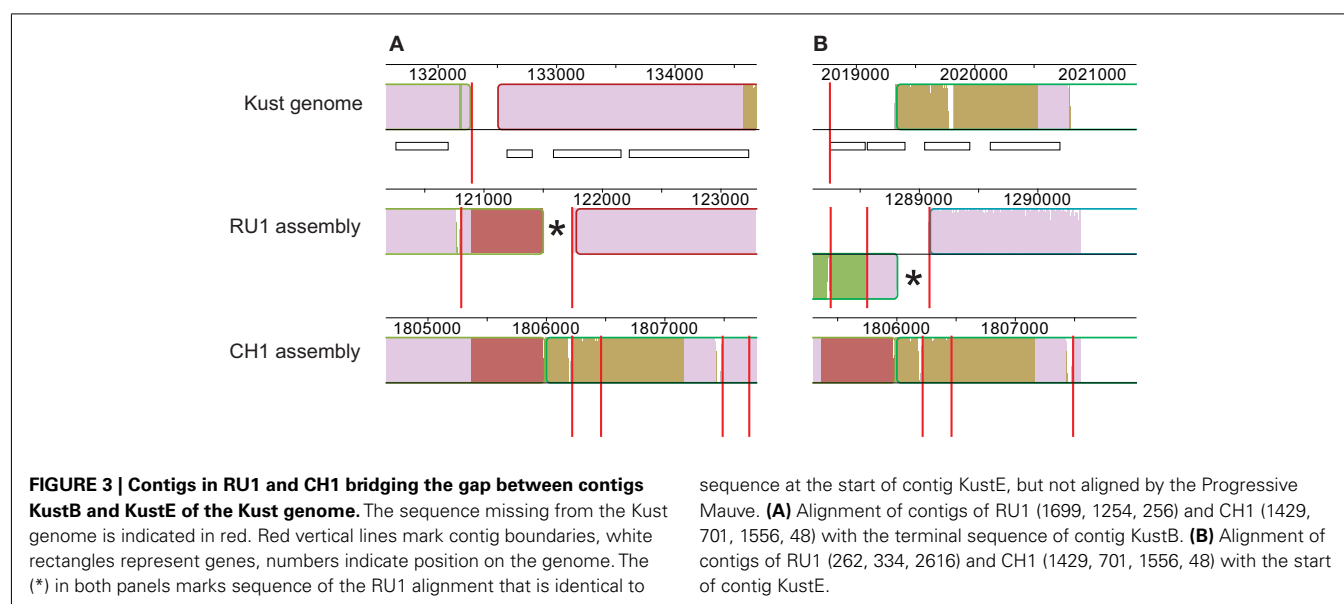 A
B
132000 133000 134000
2019000 2020000 2021000
Kust genome
121000 122000 123000
1289000 1290000
RU1 assembly
*
*
1805000 1806000 1807000
1806000 1807000
CH1 assembly
FIGURE 3 | Contigs in RU1 and CH1 bridging the gap between contigs
KustB and KustE of the Kust genome. The sequence missing from the Kust
genome is indicated in red. Red vertical lines mark contig boundaries, white
rectangles represent genes, numbers indicate position on the genome. The
(*) in both panels marks sequence of the RU1 alignment that is identical to
sequence at the start of contig KustE, but not aligned by the Progressive
Mauve. (A) Alignment of contigs of RU1 (1699, 1254, 256) and CH1 (1429,
701, 1556, 48) with the terminal sequence of contig KustB. (B) Alignment of
contigs of RU1 (262, 334, 2616) and CH1 (1429, 701, 1556, 48) with the start
of contig KustE.